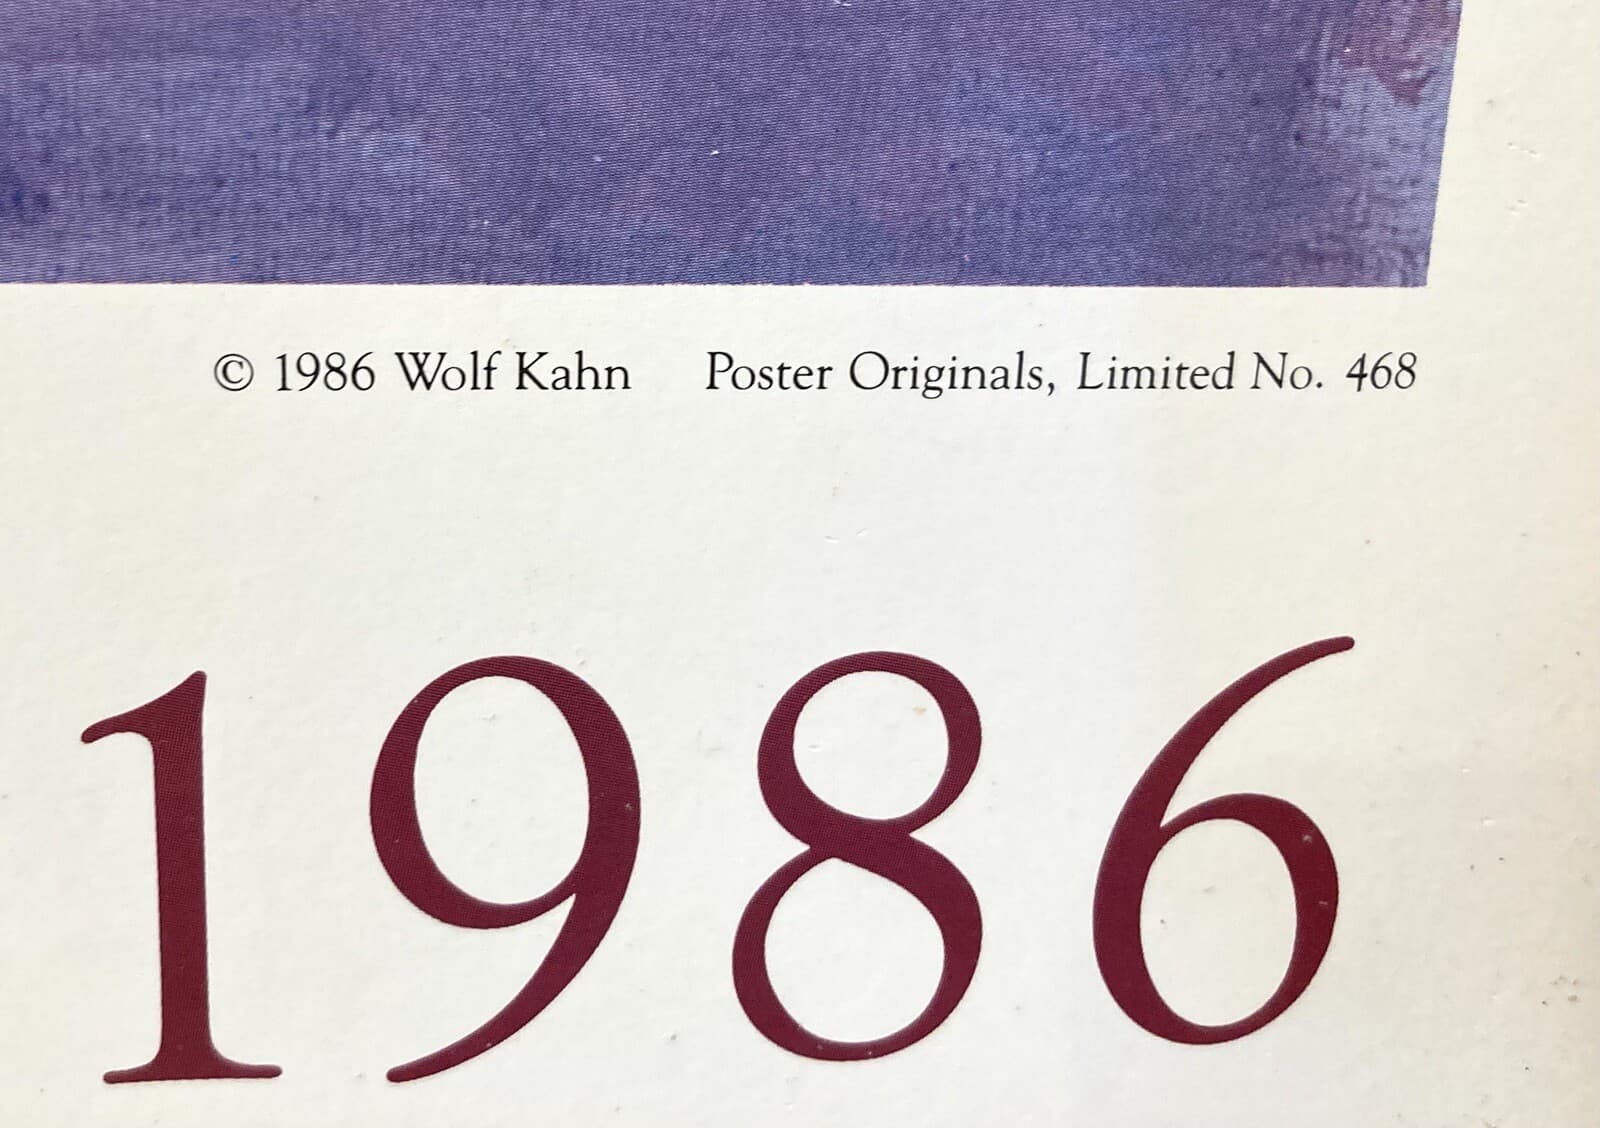 © 1986 Wolf Kahn Poster Originals, Limited No. 468
1986